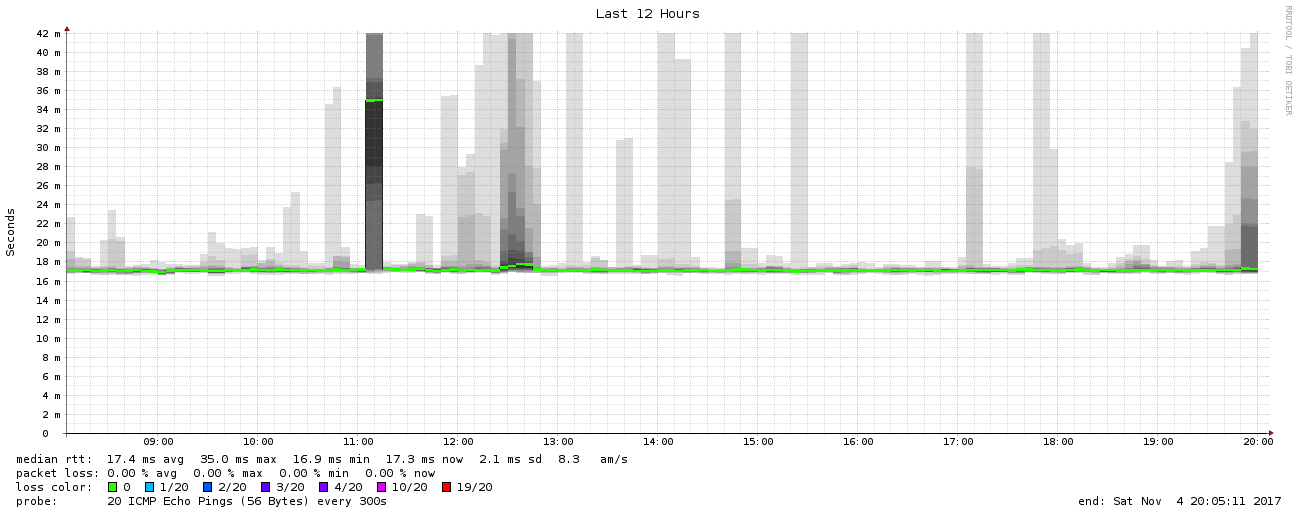 Last 12 Hours
RRDTOOL / TOBI OETIKER
Seconds
42 m
40 m
38 m
36 m
34 m
32 m
30 m
28 m
26 m
24 m
22 m
20 m
18 m
16 m
14 m
12 m
10 m
8 m
6 m
4 m
2 m
0
09:00 10:00 11:00 12:00 13:00 14:00 15:00 16:00 17:00 18:00 19:00 20:00
median rtt: 17.4 ms avg 35.0 ms max 16.9 ms min 17.3 ms now 2.1 ms sd 8.3 am/s
packet loss: 0.00 % avg 0.00 % max 0.00 % min 0.00 % now
loss color: 0 1/20 2/20 3/20 4/20 10/20 19/20
probe: 20 ICMP Echo Pings (56 Bytes) every 300s end: Sat Nov 4 20:05:11 2017